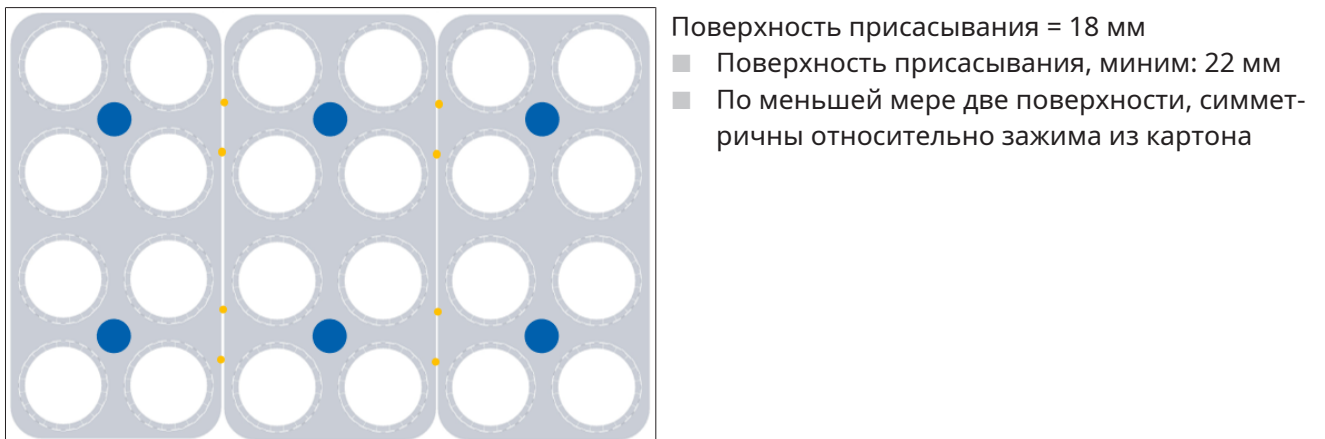 Поверхность присасывания = 18 мм
Поверхность присасывания, миним: 22 мм
По меньшей мере две поверхности, симмет-
ричны относительно зажима из картона